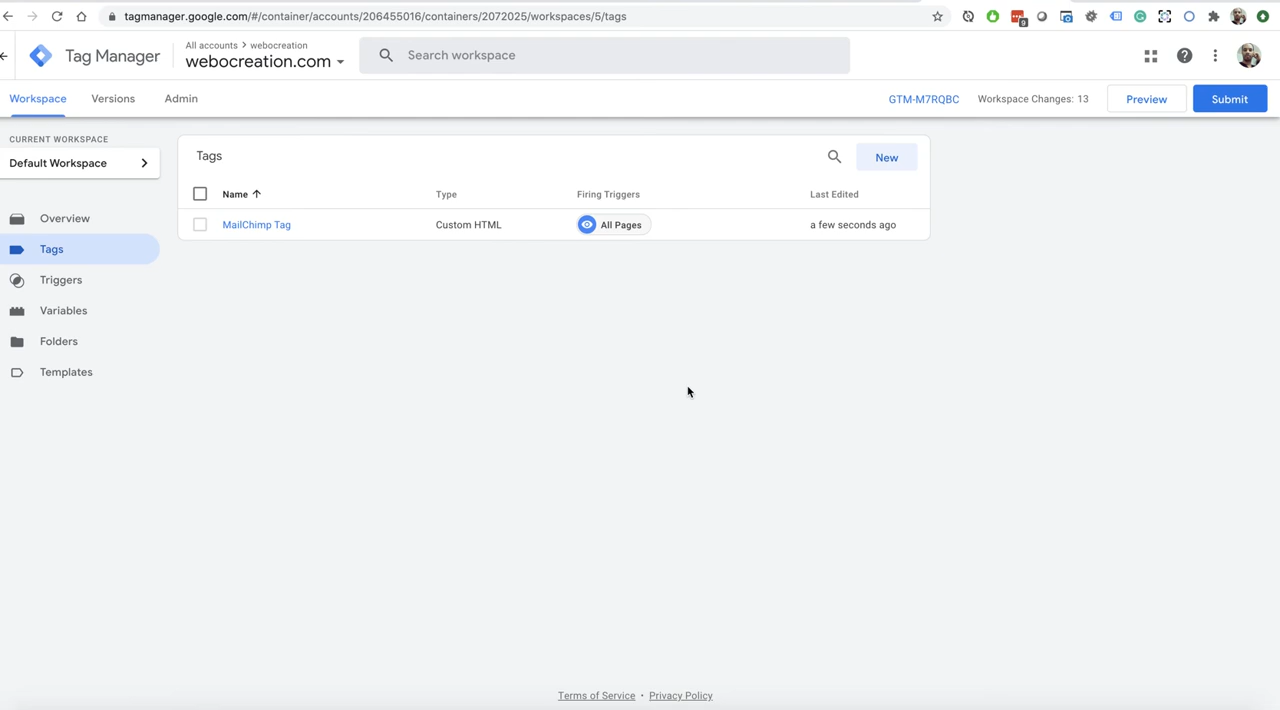 tagmanager.google.com/#/container/accounts/206455016/containers/2072025/workspaces/5/tags
9
Tag Manager
All accounts > webocreation
webocreation.com
Search workspace
Workspace Versions Admin
GTM-M7RQBC Workspace Changes: 13 Preview Submit
CURRENT WORKSPACE
Default Workspace
Overview
Tags
Triggers
Variables
Folders
Templates
Tags
New
Name Type Firing Triggers Last Edited
MailChimp Tag Custom HTML All Pages a few seconds ago
Terms of Service · Privacy Policy